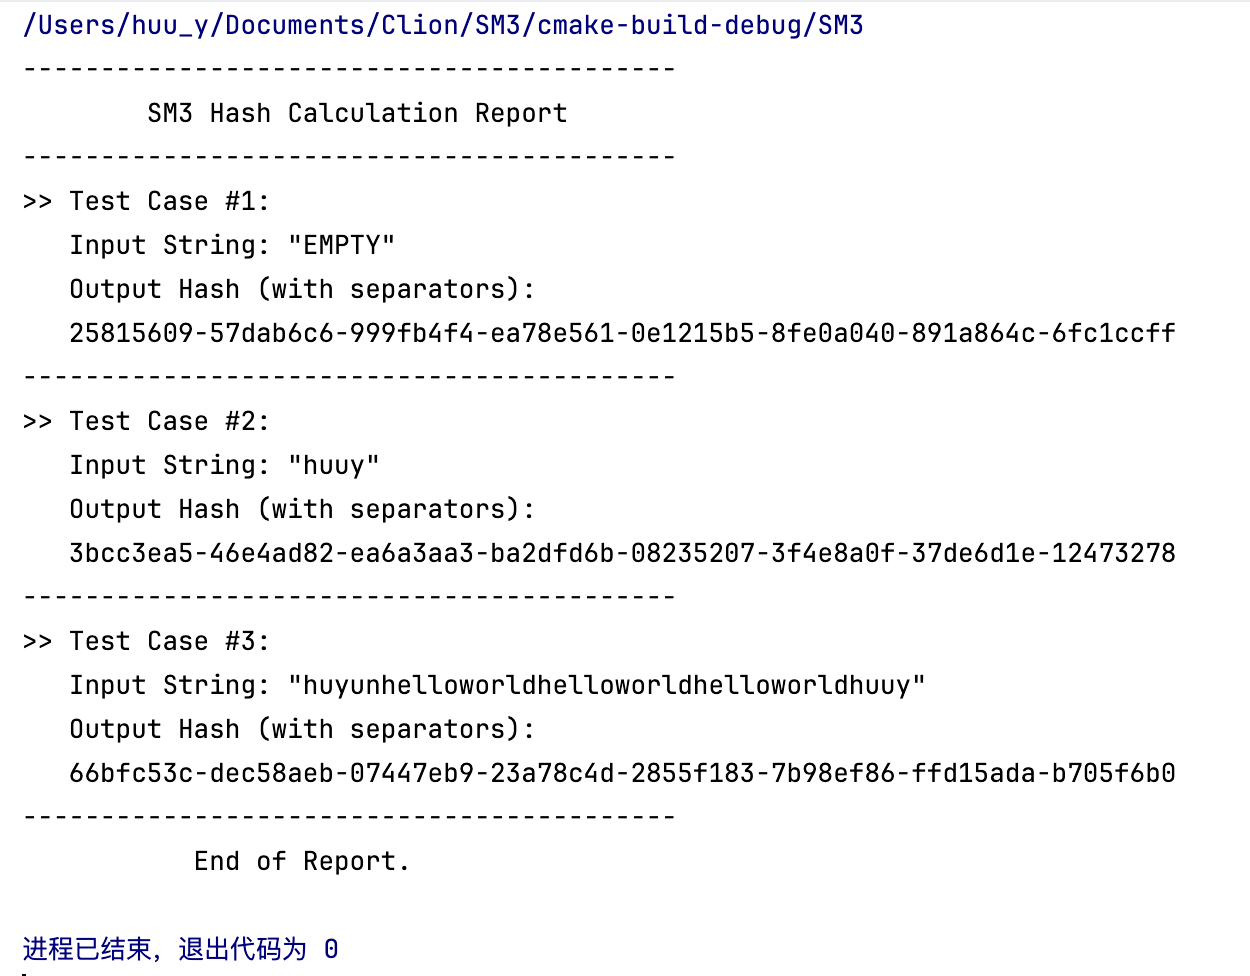 /Users/huu_y/Documents/Clion/SM3/cmake-build-debug/SM3
------------------------------------------
SM3 Hash Calculation Report
------------------------------------------
>> Test Case #1:
Input String: "EMPTY"
Output Hash (with separators):
25815609-57dab6c6-999fb4f4-ea78e561-0e1215b5-8fe0a040-891a864c-6fc1ccff
------------------------------------------
>> Test Case #2:
Input String: "huuy"
Output Hash (with separators):
3bcc3ea5-46e4ad82-ea6a3aa3-ba2dfd6b-08235207-3f4e8a0f-37de6d1e-12473278
------------------------------------------
>> Test Case #3:
Input String: "huyunhelloworldhelloworldhelloworldhuuy"
Output Hash (with separators):
66bfc53c-dec58aeb-07447eb9-23a78c4d-2855f183-7b98ef86-ffd15ada-b705f6b0
------------------------------------------
End of Report.
进程已结束，退出代码为 0